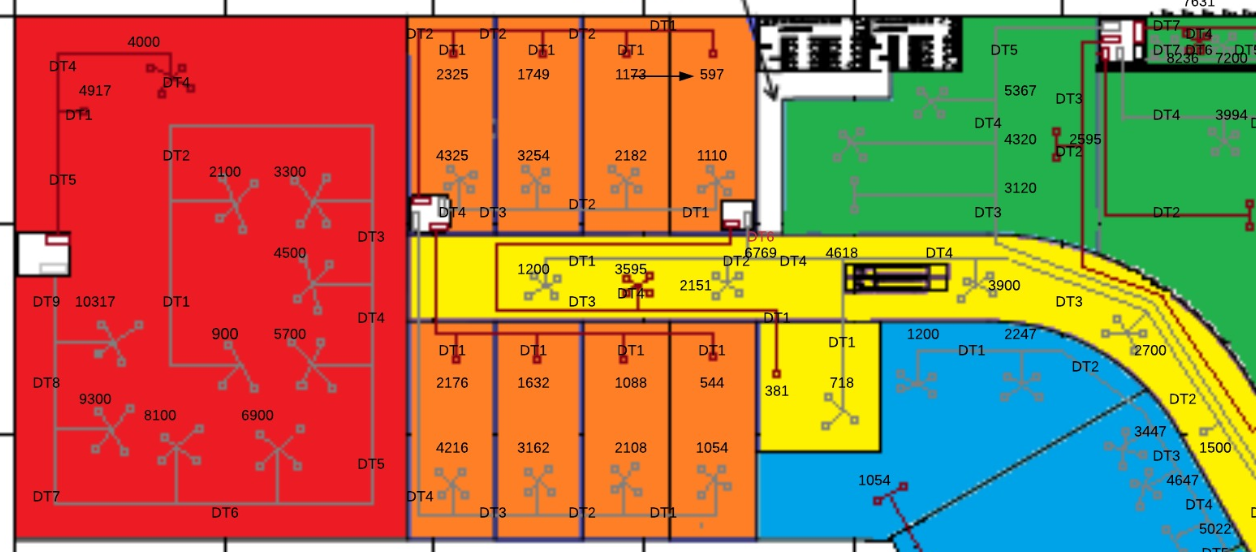 7631
DT2 DT2 DT2 DT1 DT7 DT4
4000 DT1 DT1 DT1 DT1 DT5 DT7 DT6 DT5
8236 7200
DT4 2325 1749 1173 597
DT4
4917 5367 DT3
DT1 DT4 DT4 3994
4320 2595
DT2 4325 3254 2182 1110 DT2
2100 3300
DT5 3120
DT4 DT3 DT2 DT1 DT3 DT2
DT3 DT6
4500 DT1 DT2 6769 DT4 4618 DT4
1200 3595 2151 3900
DT4
DT9 10317 DT1 DT3 DT3
DT4 DT1
900 5700 1200 2247
DT1 DT1 DT1 DT1 DT1 DT1 2700
DT2
DT8 2176 1632 1088 544 381 718
9300 DT2
8100 6900
3447
4216 3162 2108 1054 1500
DT5 DT3
1054 4647
DT7 DT4 DT4
DT6 DT3 DT2 DT1
5022
DT5